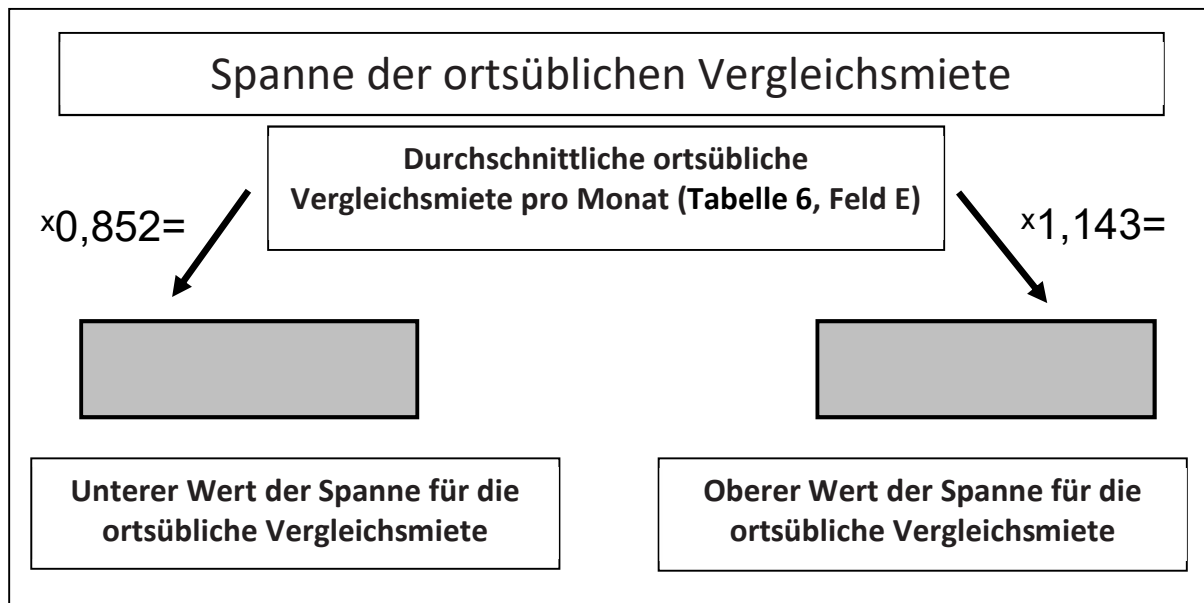 Spanne der ortsüblichen Vergleichsmiete
Durchschnittliche ortsübliche
Vergleichsmiete pro Monat (Tabelle 6, Feld E)
x0,852=
x1,143=
Unterer Wert der Spanne für die
ortsübliche Vergleichsmiete
Oberer Wert der Spanne für die
ortsübliche Vergleichsmiete